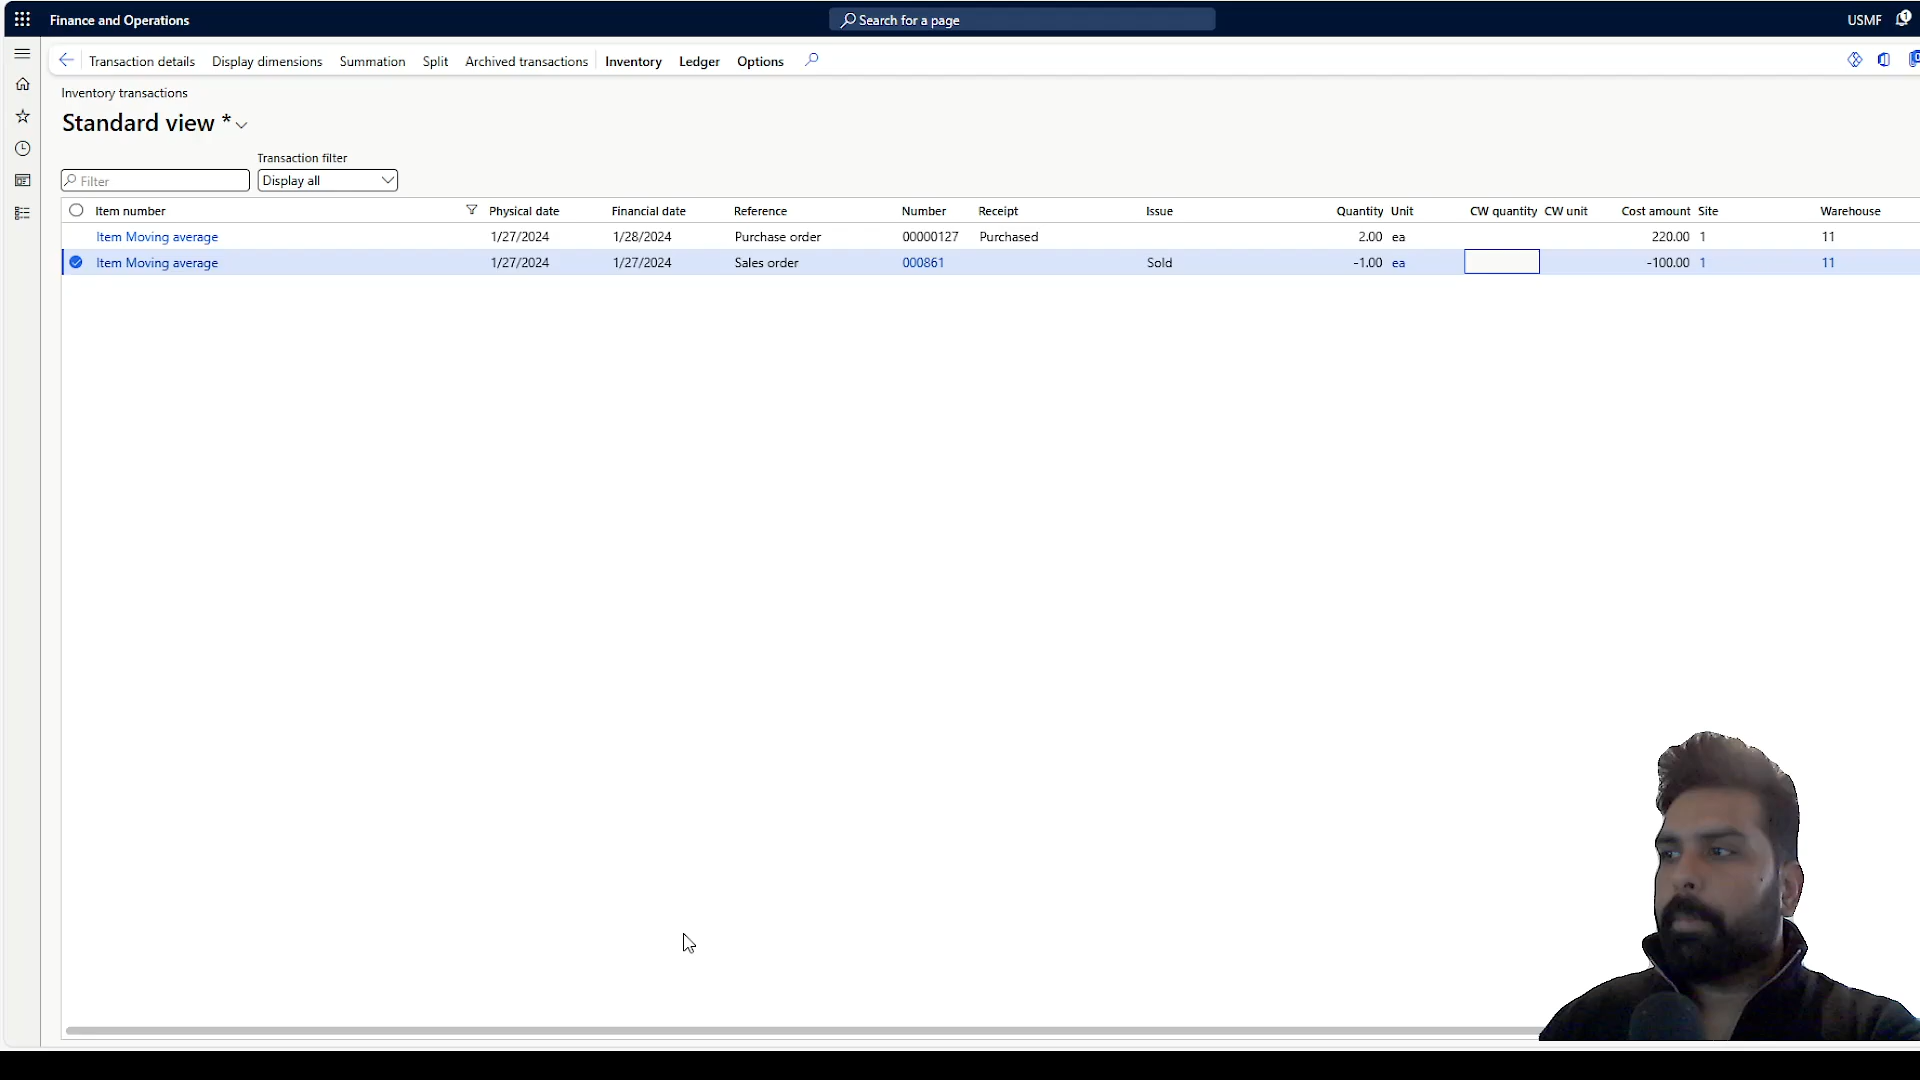 Finance and Operations Search for a page USMF 1
Transaction details Display dimensions Summation Split Archived transactions Inventory Ledger Options
Inventory transactions
Standard view *
Transaction filter
Filter Display all
Item number Physical date Financial date Reference Number Receipt Issue Quantity Unit CW quantity CW unit Cost amount Site Warehouse
Item Moving average 1/27/2024 1/28/2024 Purchase order 00000127 Purchased 2.00 ea 220.00 1 11
Item Moving average 1/27/2024 1/27/2024 Sales order 000861 Sold -1.00 ea -100.00 1 11